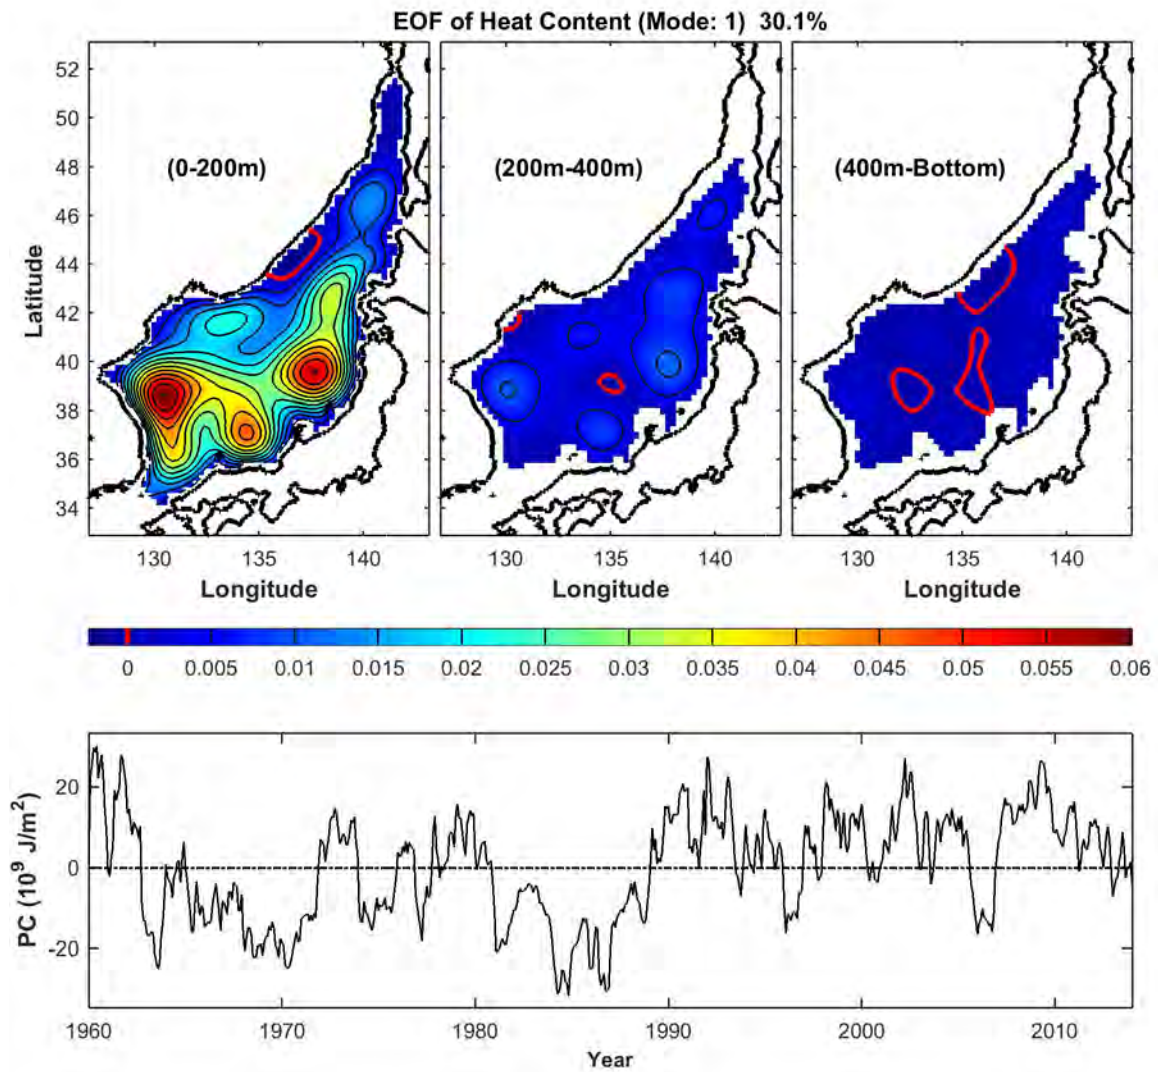 EOF of Heat Content (Mode: 1) 30.1%
52
50
48
46
44
42
40
38
36
34
Latitude
(0-200m)
(200m-400m)
(400m-Bottom)
130 135 140
130 135 140
130 135 140
Longitude
Longitude
Longitude
0 0.005 0.01 0.015 0.02 0.025 0.03 0.035 0.04 0.045 0.05 0.055 0.06
PC (10⁹ J/m²)
20
0
-20
1960 1970 1980 1990 2000 2010
Year